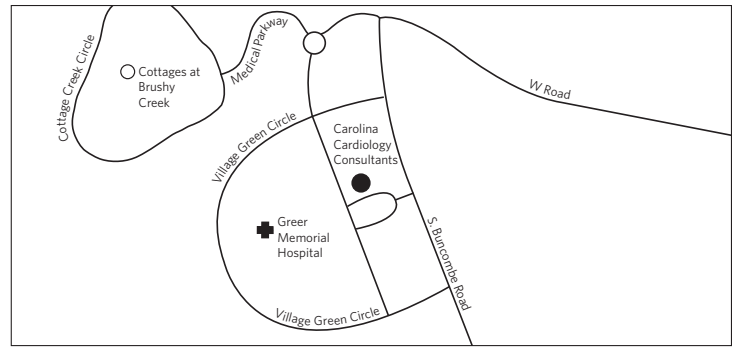 Cottage Creek Circle
Cottages at
Brushy
Creek
Medical Parkway
W Road
Village Green Circle
Carolina
Cardiology
Consultants
Greer
Memorial
Hospital
S. Buncombe Road
Village Green Circle